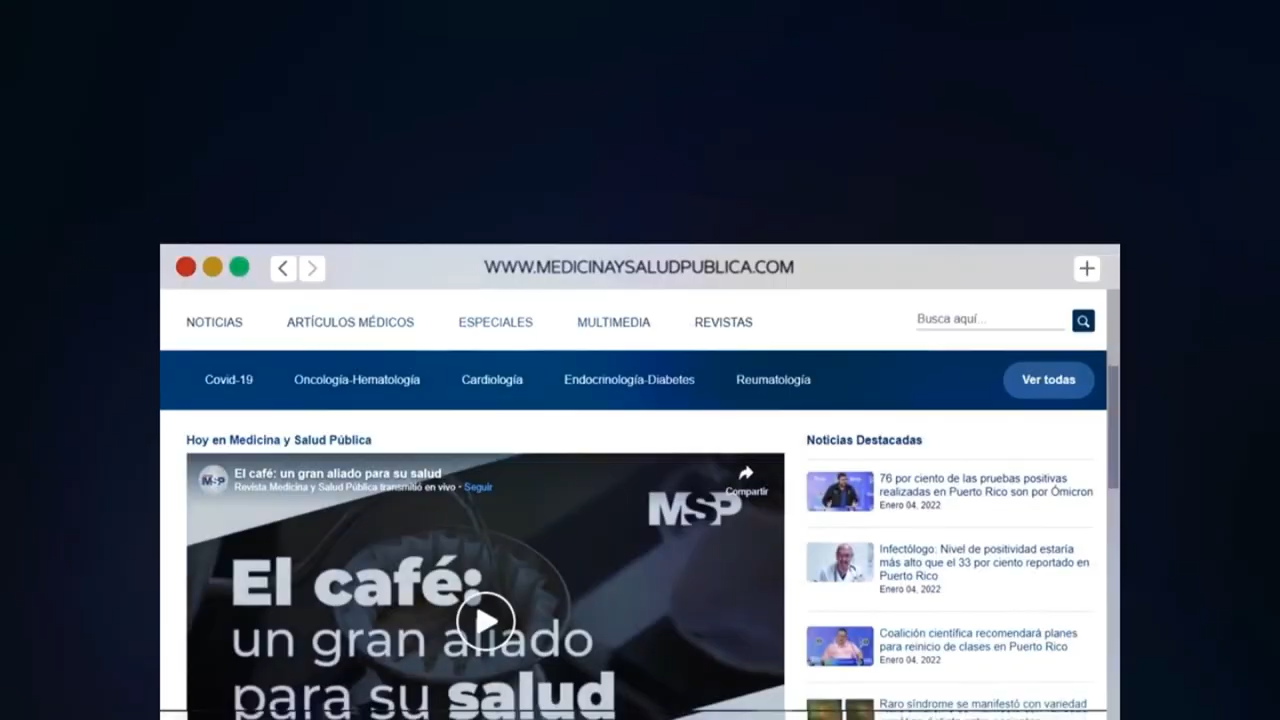 WWW.MEDICINAYSALUDPUBLICA.COM
NOTICIAS
ARTÍCULOS MÉDICOS
ESPECIALES
MULTIMEDIA
REVISTAS
Busca aquí...
Covid-19
Oncología-Hematología
Cardiología
Endocrinología-Diabetes
Reumatología
Ver todas
Hoy en Medicina y Salud Pública
MSP
El café: un gran aliado para su salud
Revista Medicina y Salud Pública transmitió en vivo · Seguir
Compartir
MSP
El café:
un gran aliado
para su salud
Noticias Destacadas
76 por ciento de las pruebas positivas
realizadas en Puerto Rico son por Ómicron
Enero 04, 2022
Infectólogo: Nivel de positividad estaría
más alto que el 33 por ciento reportado en
Puerto Rico
Enero 04, 2022
Coalición científica recomendará planes
para reinicio de clases en Puerto Rico
Enero 04, 2022
Raro síndrome se manifestó con variedad